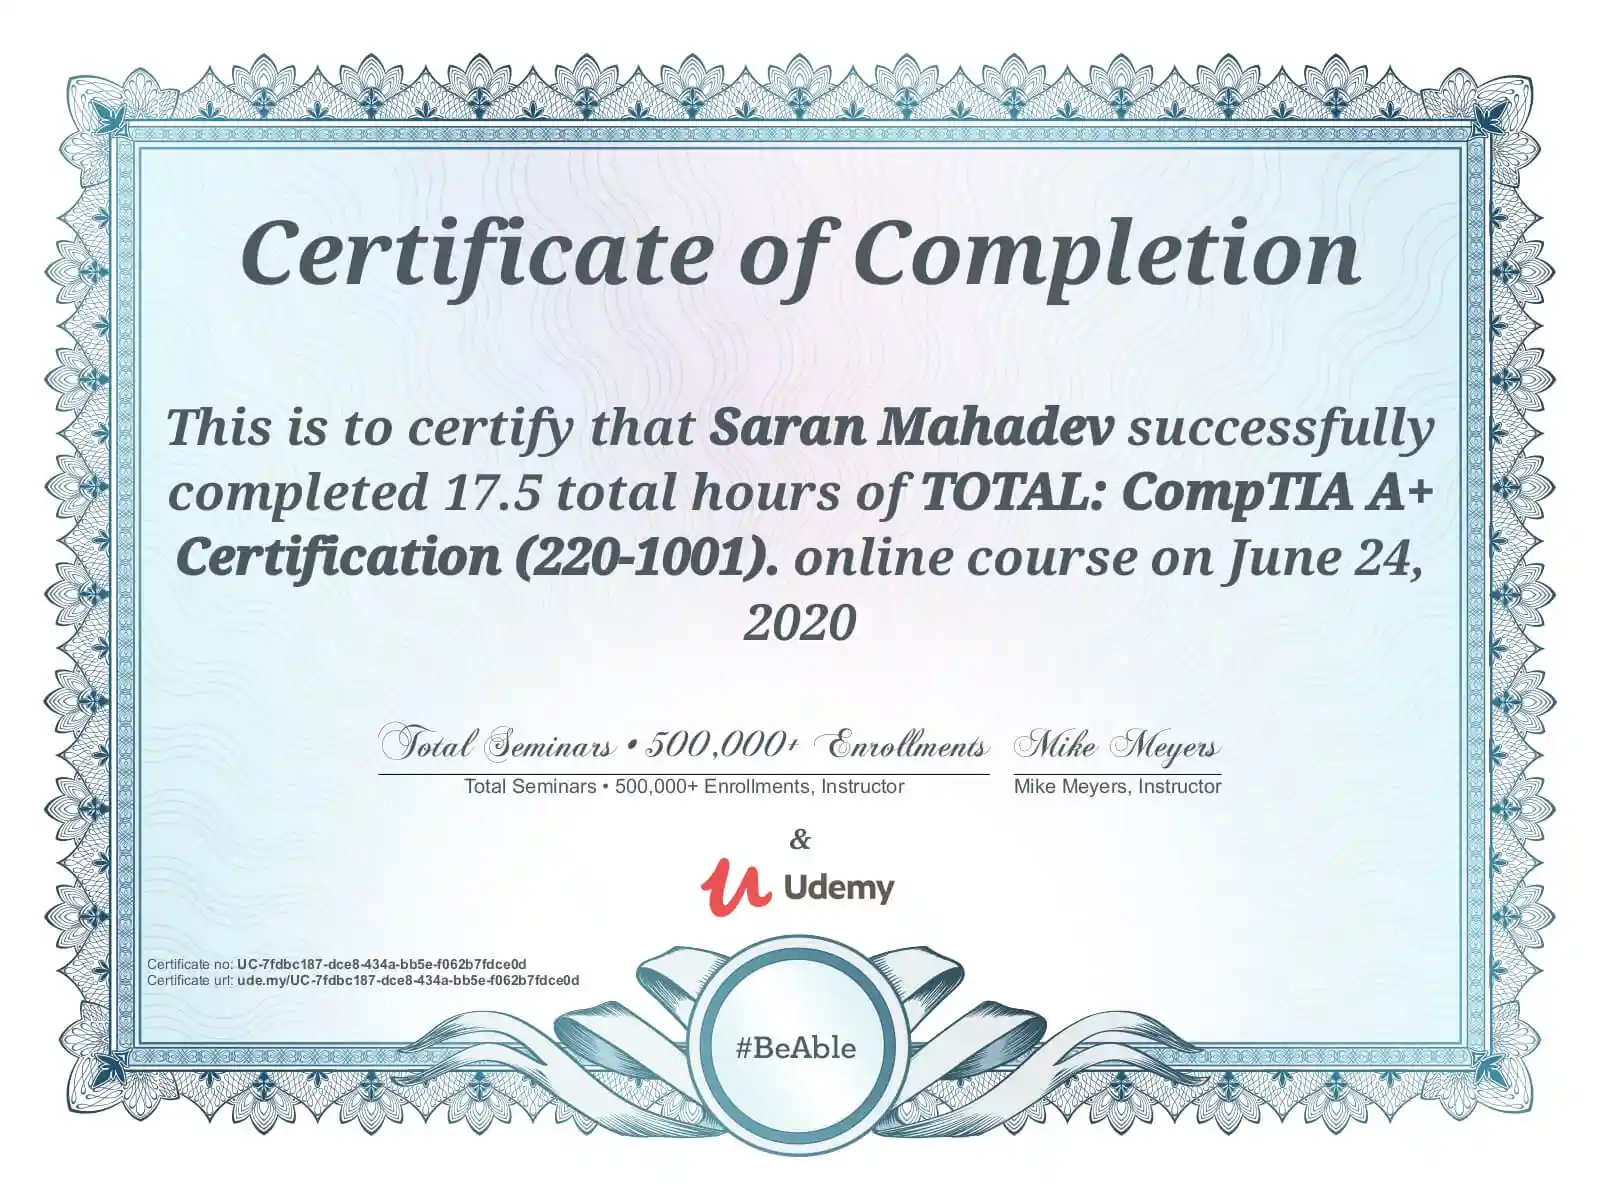 Certificate of Completion
This is to certify that Saran Mahadev successfully
completed 17.5 total hours of TOTAL: CompTIA A+
Certification (220-1001). online course on June 24,
2020
Total Seminars • 500,000+ Enrollments Mike Meyers
Total Seminars • 500,000+ Enrollments, Instructor Mike Meyers, Instructor
&
Udemy
Certificate no: UC-7fdbc187-dce8-434a-bb5e-f062b7fdce0d
Certificate url: ude.my/UC-7fdbc187-dce8-434a-bb5e-f062b7fdce0d
#BeAble